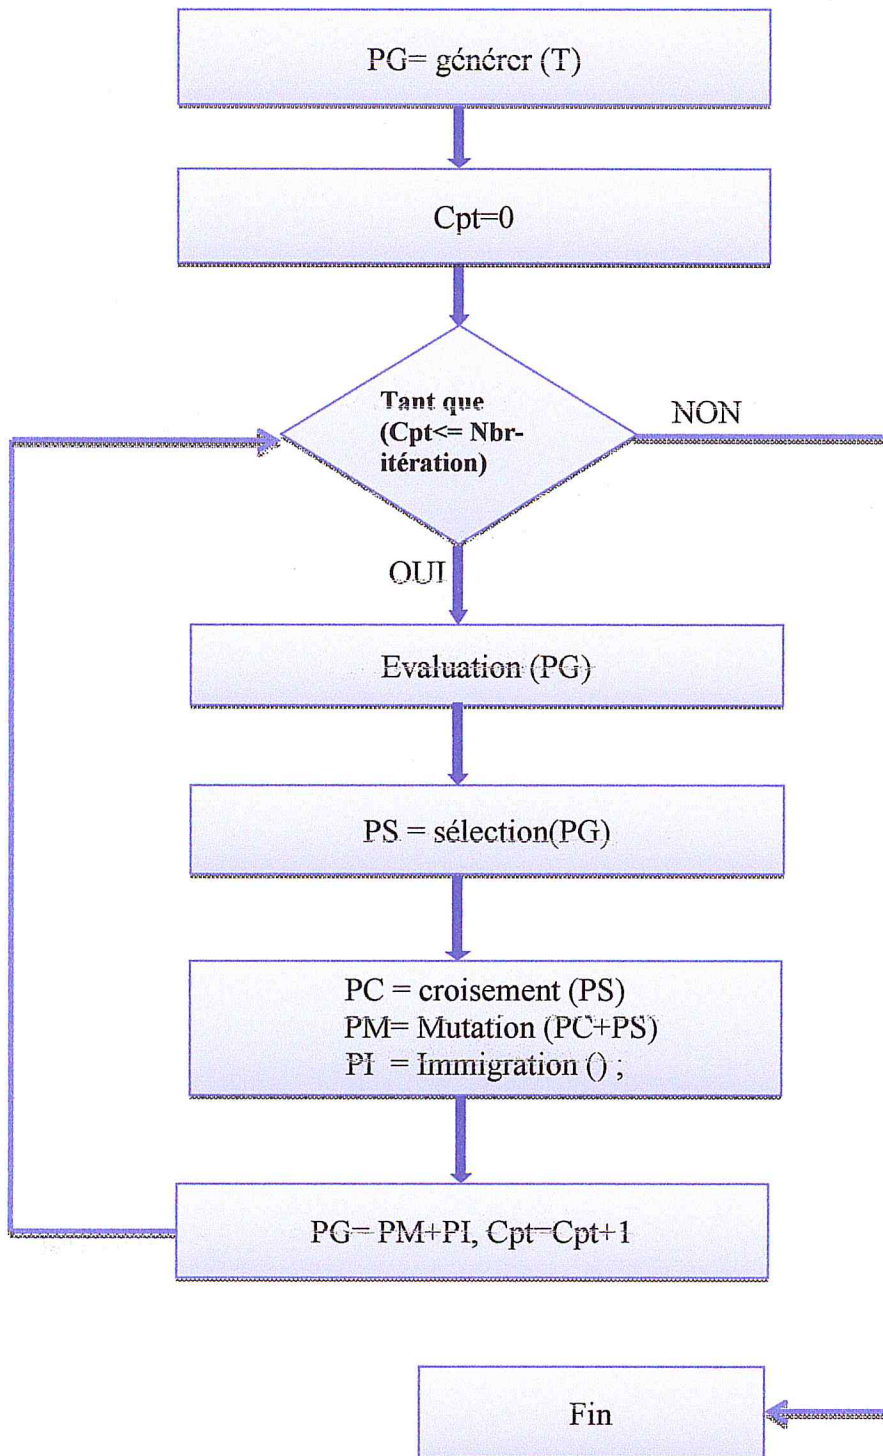 PG= générer (T)
Cpt=0
Tant que
(Cpt<= Nbr-
itération)
NON
OUI
Evaluation (PG)
PS = sélection(PG)
PC = croisement (PS)
PM= Mutation (PC+PS)
PI = Immigration () ;
PG= PM+PI, Cpt=Cpt+1
Fin